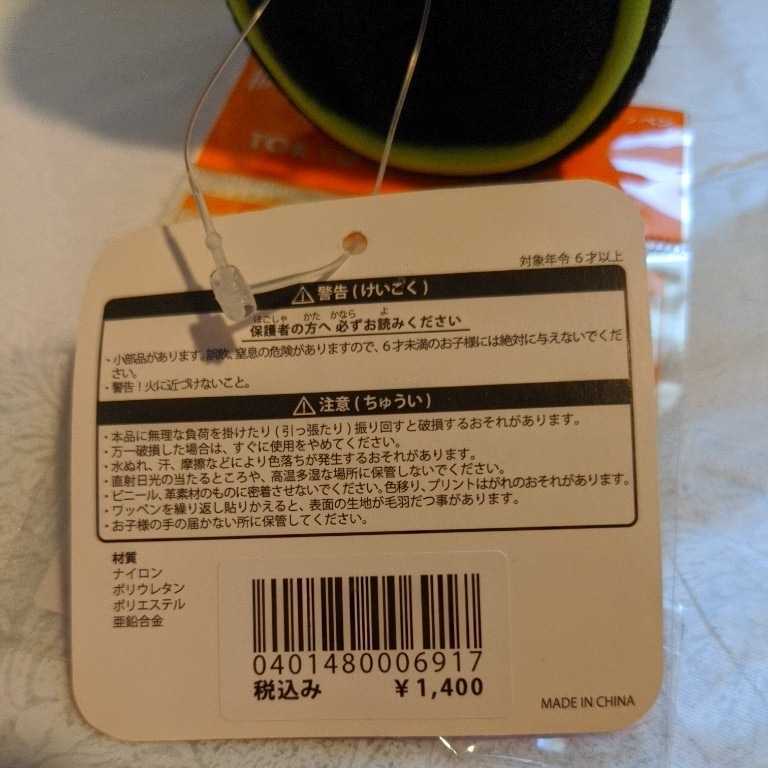 対象年令 6才以上
⚠警告(けいこく)
ほごしゃ かた かなら よ
保護者の方へ 必ずお読みください
・小部品があります。誤飲、窒息の危険がありますので、6才未満のお子様には絶対に与えないでくだ
さい。
・警告!火に近づけないこと。
⚠注意(ちゅうい)
・本品に無理な負荷を掛けたり(引っ張たり)振り回すと破損するおそれがあります。
・万一破損した場合は、すぐに使用をやめてください。
・水ぬれ、汗、摩擦などにより色落ちが発生するおそれがあります。
・直射日光の当たるところや、高温多湿な場所に保管しないでください。
・ビニール、革素材のものに密着させないでください。色移り、プリントはがれのおそれがあります。
・ワッペンを繰り返し貼りかえると、表面の生地が毛羽だつ事があります。
・お子様の手の届かない所に保管してください。
材質
ナイロン
ポリウレタン
ポリエステル
亜鉛合金
0401480006917
税込み ¥1,400
MADE IN CHINA